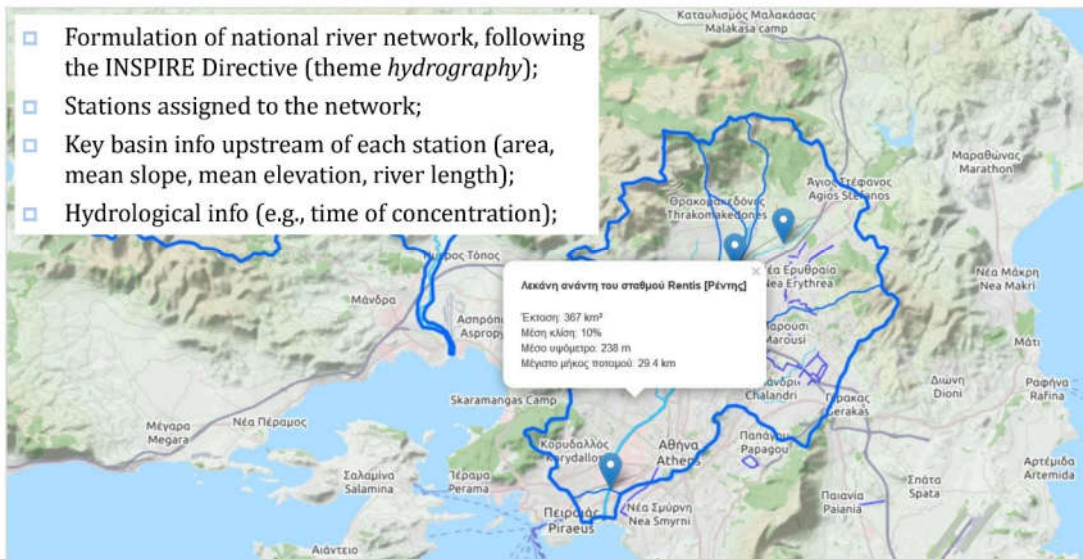 Formulation of national river network, following
the INSPIRE Directive (theme hydrography);
Stations assigned to the network;
Key basin info upstream of each station (area,
mean slope, mean elevation, river length);
Hydrological info (e.g., time of concentration);
Καταυλισμός Μαλακάσας
Malakasa camp
Μαραθώνας
Marathon
Άγιος Στέφανος
Agios Stefanos
Θρακομακεδόνες
Thrakomakedones
Νέα Μάκρη
Nea Makri
Nea Erythrea
Μάνδρα
Λεκάνη ανάντη του σταθμού Rentis [Ρέντης]
Έκταση: 367 km²
Μέση κλίση: 10%
Μέσο υψόμετρο: 238 m
Μέγιστο μήκος ποταμού: 29.4 km
Marousi
Μάτι
Chalandri
Διώνη
Dioni
Ραφήνα
Rafina
Skaramangas Camp
Gerakas
Μέγαρα
Megara
Νέα Πέραμος
Κορυδαλλός
Korydallos
Αθήνα
Athens
Παπάγου
Papagou
Σαλαμίνα
Salamina
Πέραμα
Perama
Σπάτα
Spata
Αρτέμιδα
Artemida
Παιανία
Paiania
Πειραιάς
Piraeus
Νέα Σμύρνη
Nea Smyrni
Αιάντειο